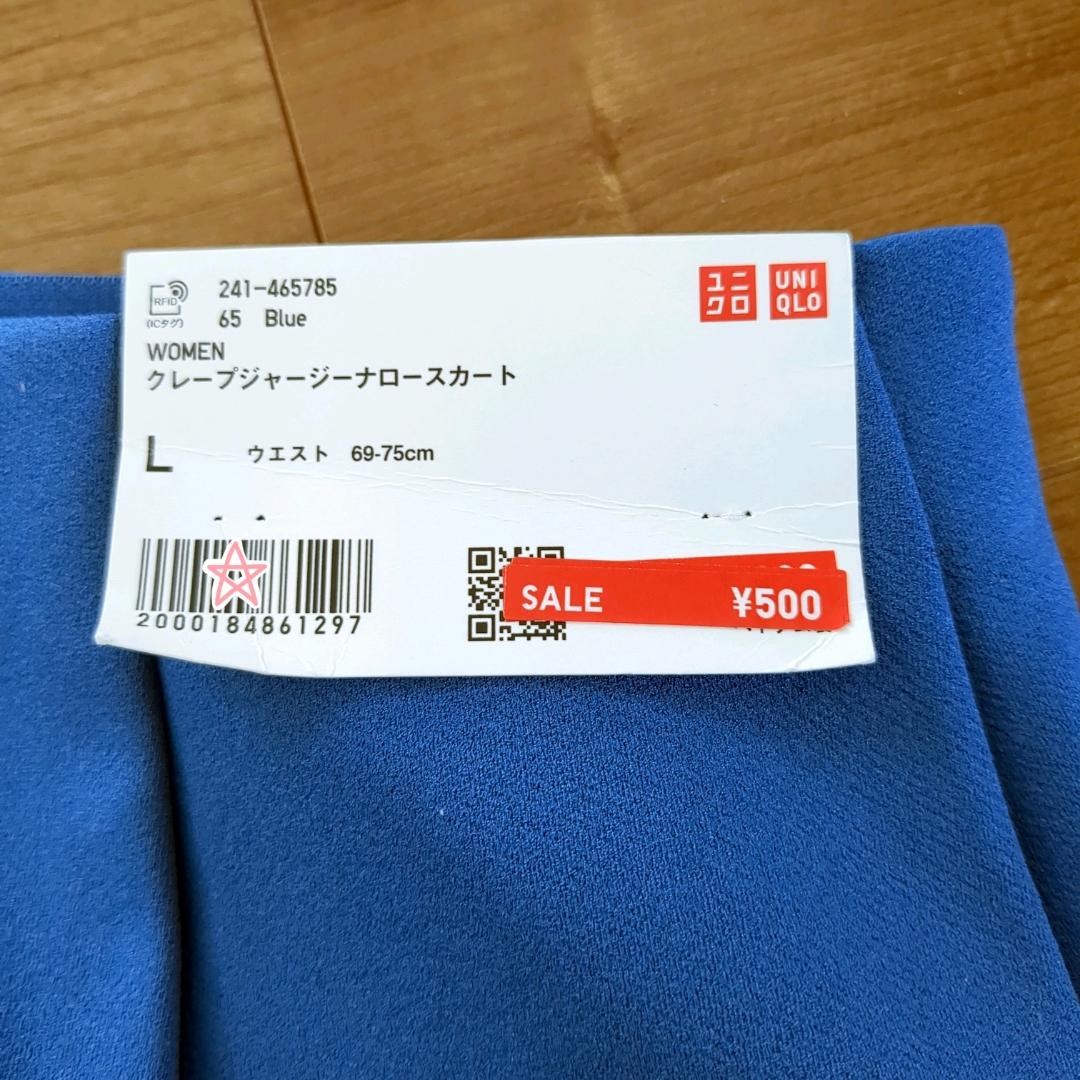 241-465785
65 Blue
RFID
(ICタグ)
ユニクロ
UNIQLO
WOMEN
クレープジャージーナロースカート
L ウエスト 69-75cm
2000184861297
SALE ¥500